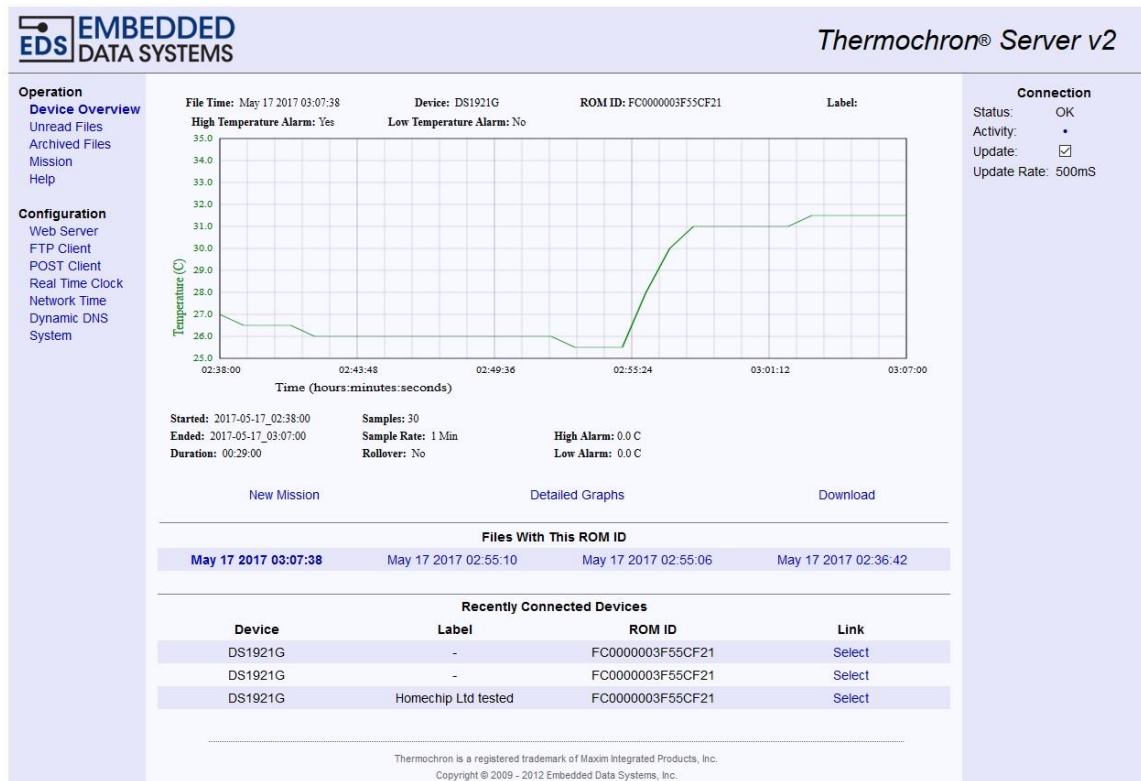 EDS EMBEDDED
DATA SYSTEMS
Thermochron® Server v2
Operation
Device Overview
Unread Files
Archived Files
Mission
Help
Configuration
Web Server
FTP Client
POST Client
Real Time Clock
Network Time
Dynamic DNS
System
File Time: May 17 2017 03:07:38 Device: DS1921G ROM ID: FC0000003F55CF21 Label:
High Temperature Alarm: Yes Low Temperature Alarm: No
35.0
34.0
33.0
32.0
31.0
30.0
29.0
28.0
27.0
26.0
25.0
Temperature (C)
02:38:00 02:43:48 02:49:36 02:55:24 03:01:12 03:07:00
Time (hours:minutes:seconds)
Started: 2017-05-17_02:38:00 Samples: 30
Ended: 2017-05-17_03:07:00 Sample Rate: 1 Min High Alarm: 0.0 C
Duration: 00:29:00 Rollover: No Low Alarm: 0.0 C
New Mission Detailed Graphs Download
Files With This ROM ID
May 17 2017 03:07:38 May 17 2017 02:55:10 May 17 2017 02:55:06 May 17 2017 02:36:42
Recently Connected Devices
Device Label ROM ID Link
DS1921G - FC0000003F55CF21 Select
DS1921G - FC0000003F55CF21 Select
DS1921G Homechip Ltd tested FC0000003F55CF21 Select
Thermochron is a registered trademark of Maxim Integrated Products, Inc.
Copyright © 2009 - 2012 Embedded Data Systems, Inc.
Connection
Status: OK
Activity: •
Update:
Update Rate: 500mS